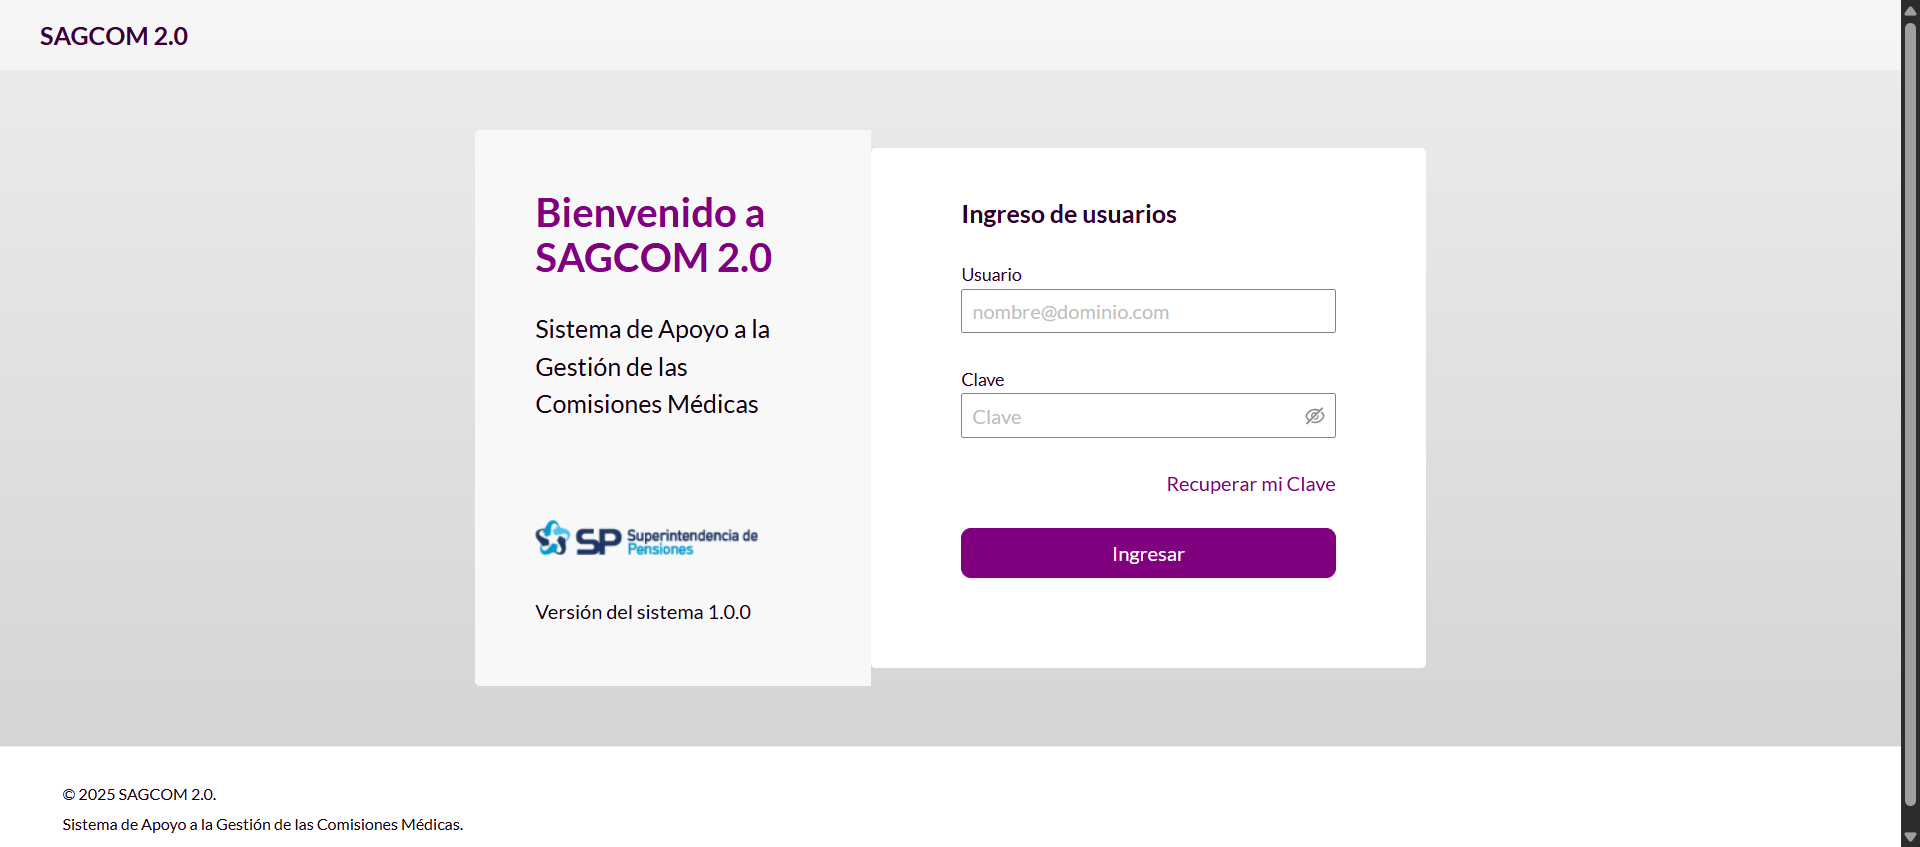 SAGCOM 2.0
Bienvenido a
SAGCOM 2.0
Sistema de Apoyo a la
Gestión de las
Comisiones Médicas
SP Superintendencia de
Pensiones
Versión del sistema 1.0.0
Ingreso de usuarios
Usuario
nombre@dominio.com
Clave
Clave
Recuperar mi Clave
Ingresar
© 2025 SAGCOM 2.0.
Sistema de Apoyo a la Gestión de las Comisiones Médicas.